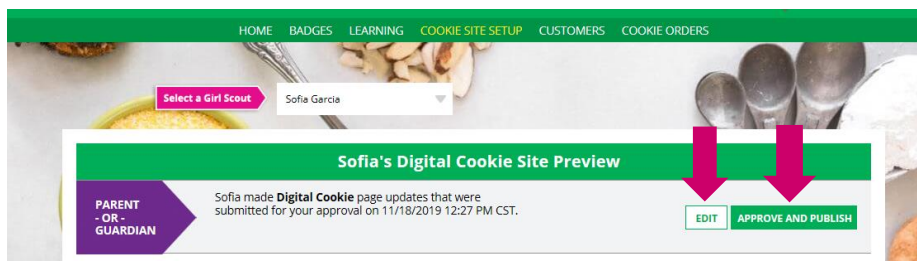 HOME BADGES LEARNING COOKIE SITE SETUP CUSTOMERS COOKIE ORDERS
Select a Girl Scout Sofia Garcia
Sofia's Digital Cookie Site Preview
PARENT
- OR -
GUARDIAN
Sofia made Digital Cookie page updates that were
submitted for your approval on 11/18/2019 12:27 PM CST.
EDIT APPROVE AND PUBLISH